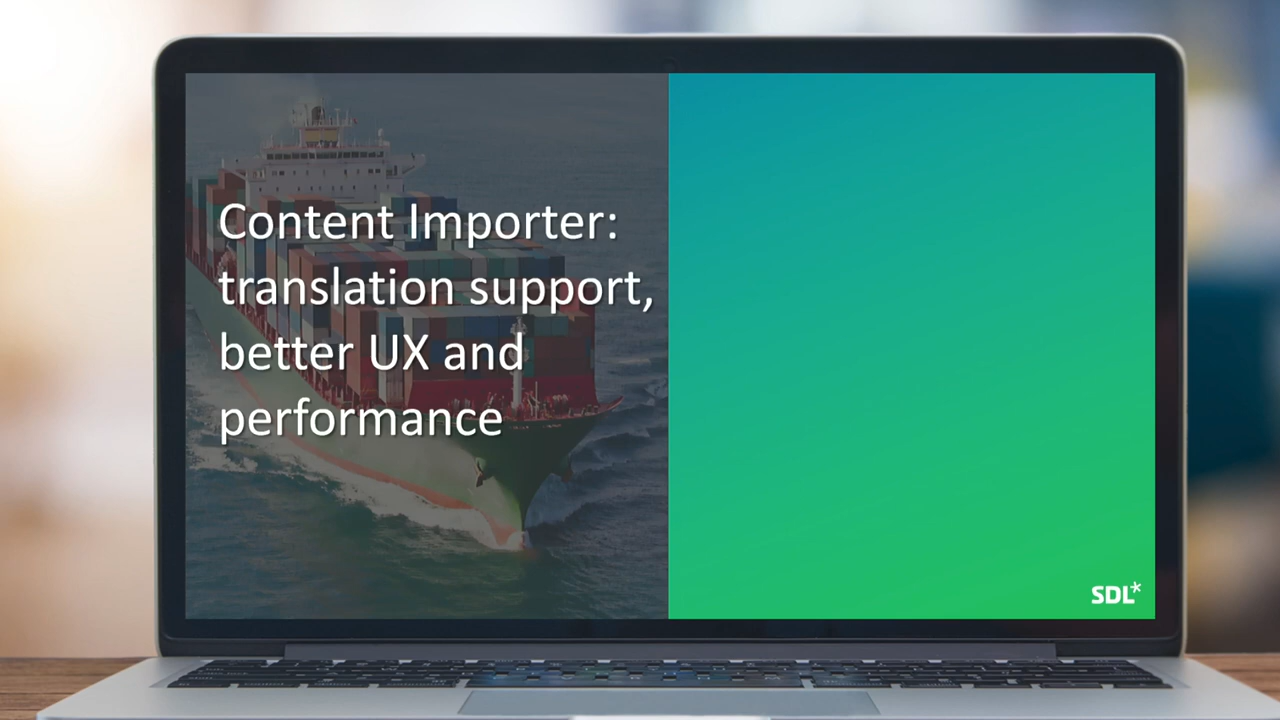 Content Importer:
translation support,
better UX and
performance
SDL*